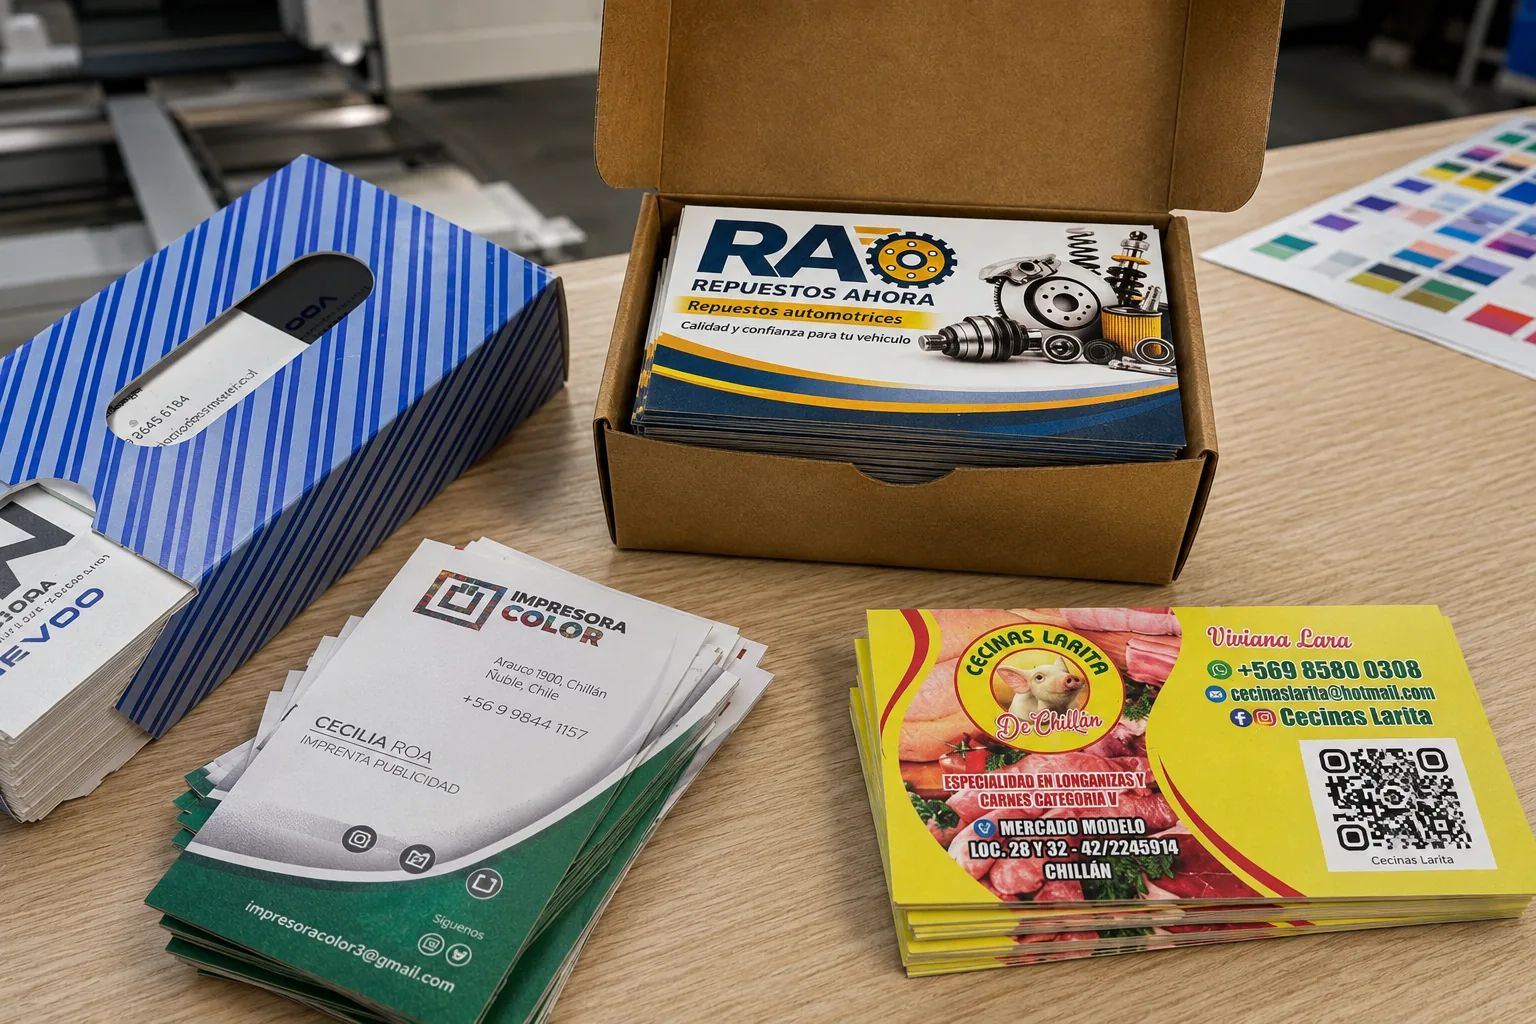 RA
REPUESTOS AHORA
Repuestos automotrices
Calidad y confianza para tu vehículo
IMPRESORA
COLOR
Arauco 1900, Chillán
Ñuble, Chile
+56 9 9844 1157
CECILIA ROA
IMPRENTA PUBLICIDAD
Síguenos
impresoracolor3@gmail.com
CECINAS LARITA
De Chillán
ESPECIALIDAD EN LONGANIZAS Y
CARNES CATEGORIA V
MERCADO MODELO
LOC. 28 Y 32 - 42/2245914
CHILLÁN
Viviana Lara
+569 8580 0308
cecinaslarita@hotmail.com
Cecinas Larita
Cecinas Larita